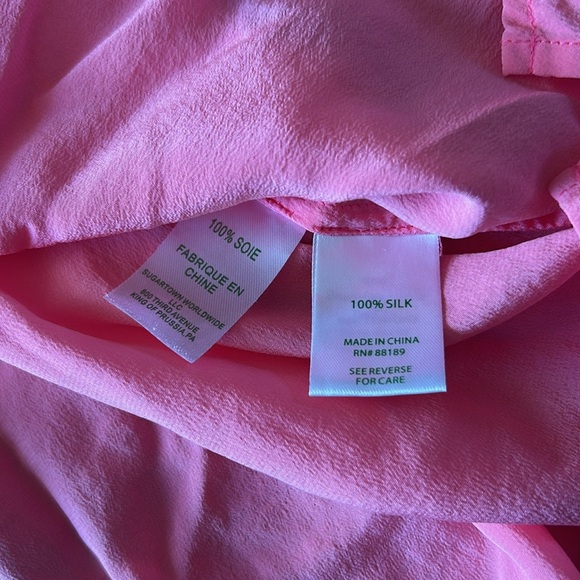 100% SOIE
FABRIQUE EN
CHINE
SUGARTOWN WORLDWIDE
LLC
800 THIRD AVENUE
KING OF PRUSSIA,PA
100% SILK
MADE IN CHINA
RN# 88189
SEE REVERSE
FOR CARE